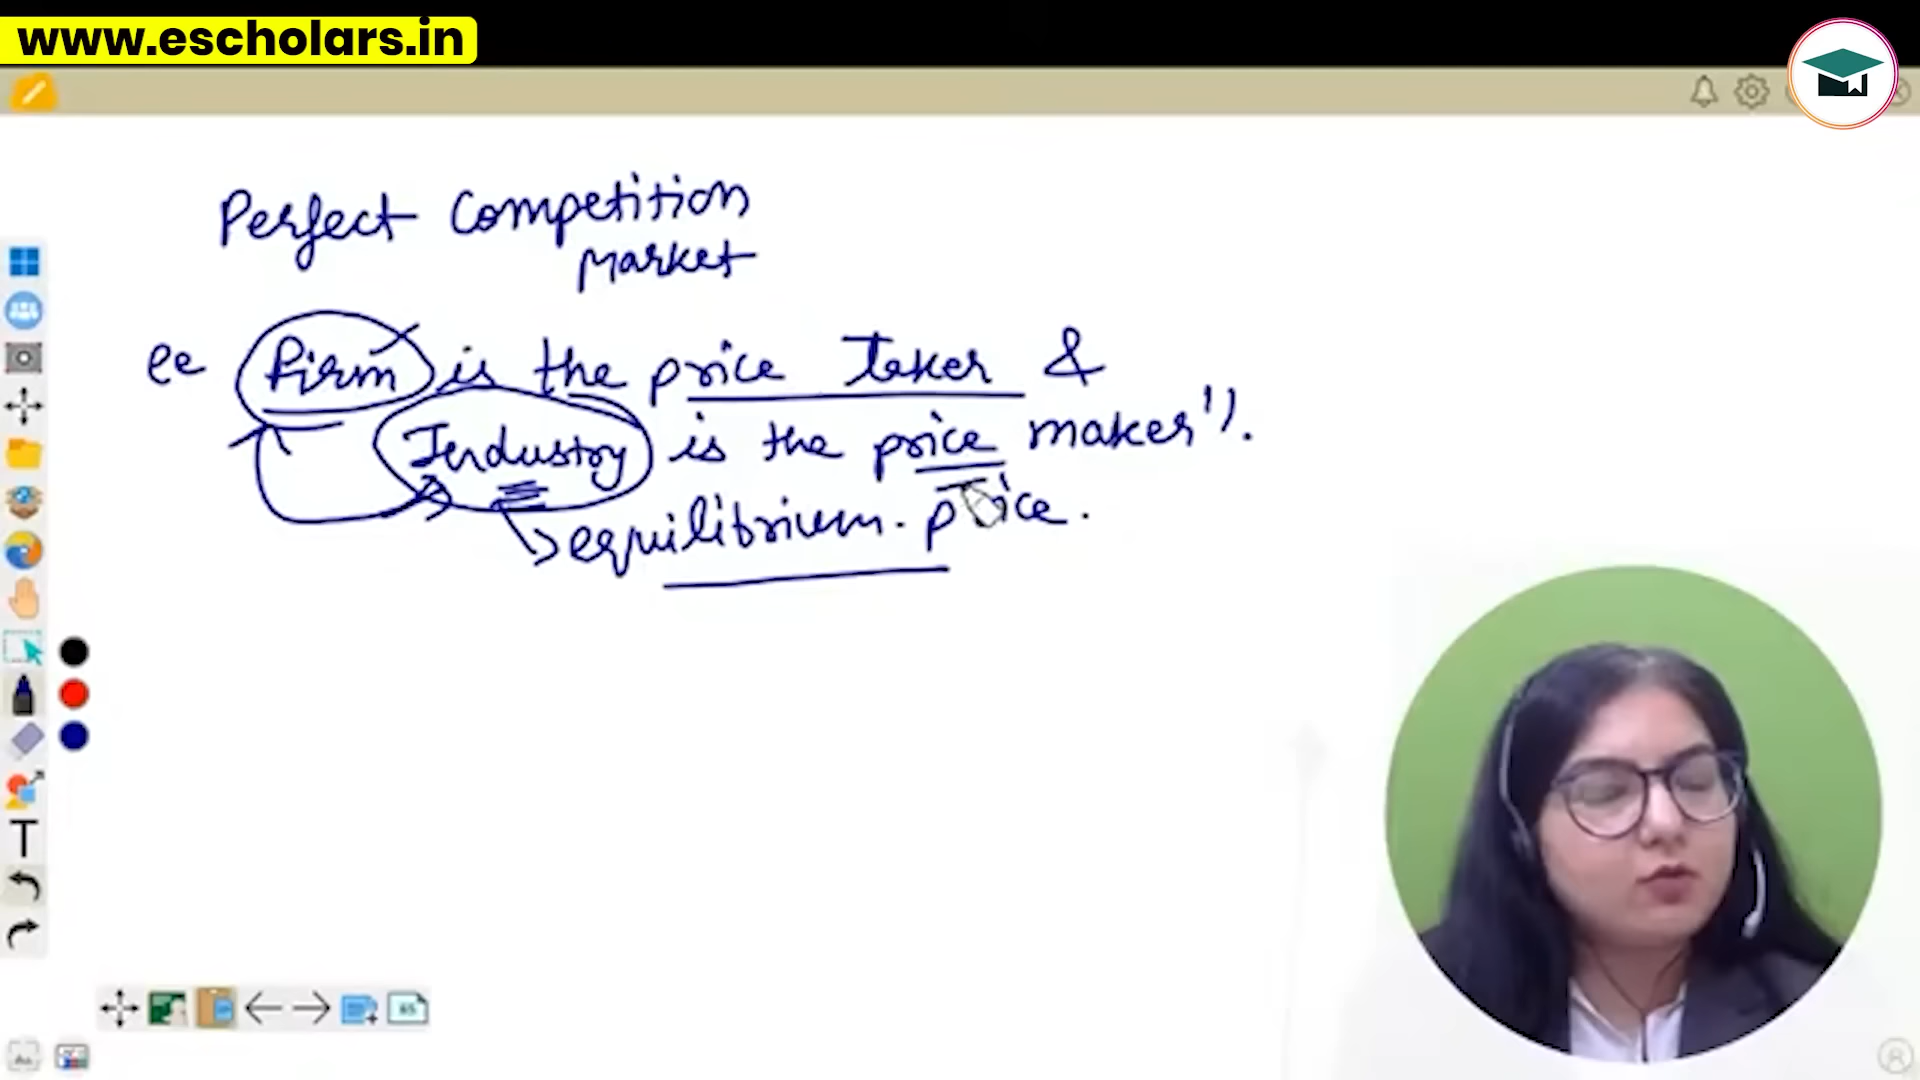 www.escholars.in
Perfect Competition
Market
"Firm is the price Taker &
Industry is the price maker".
equilibrium. price.
T